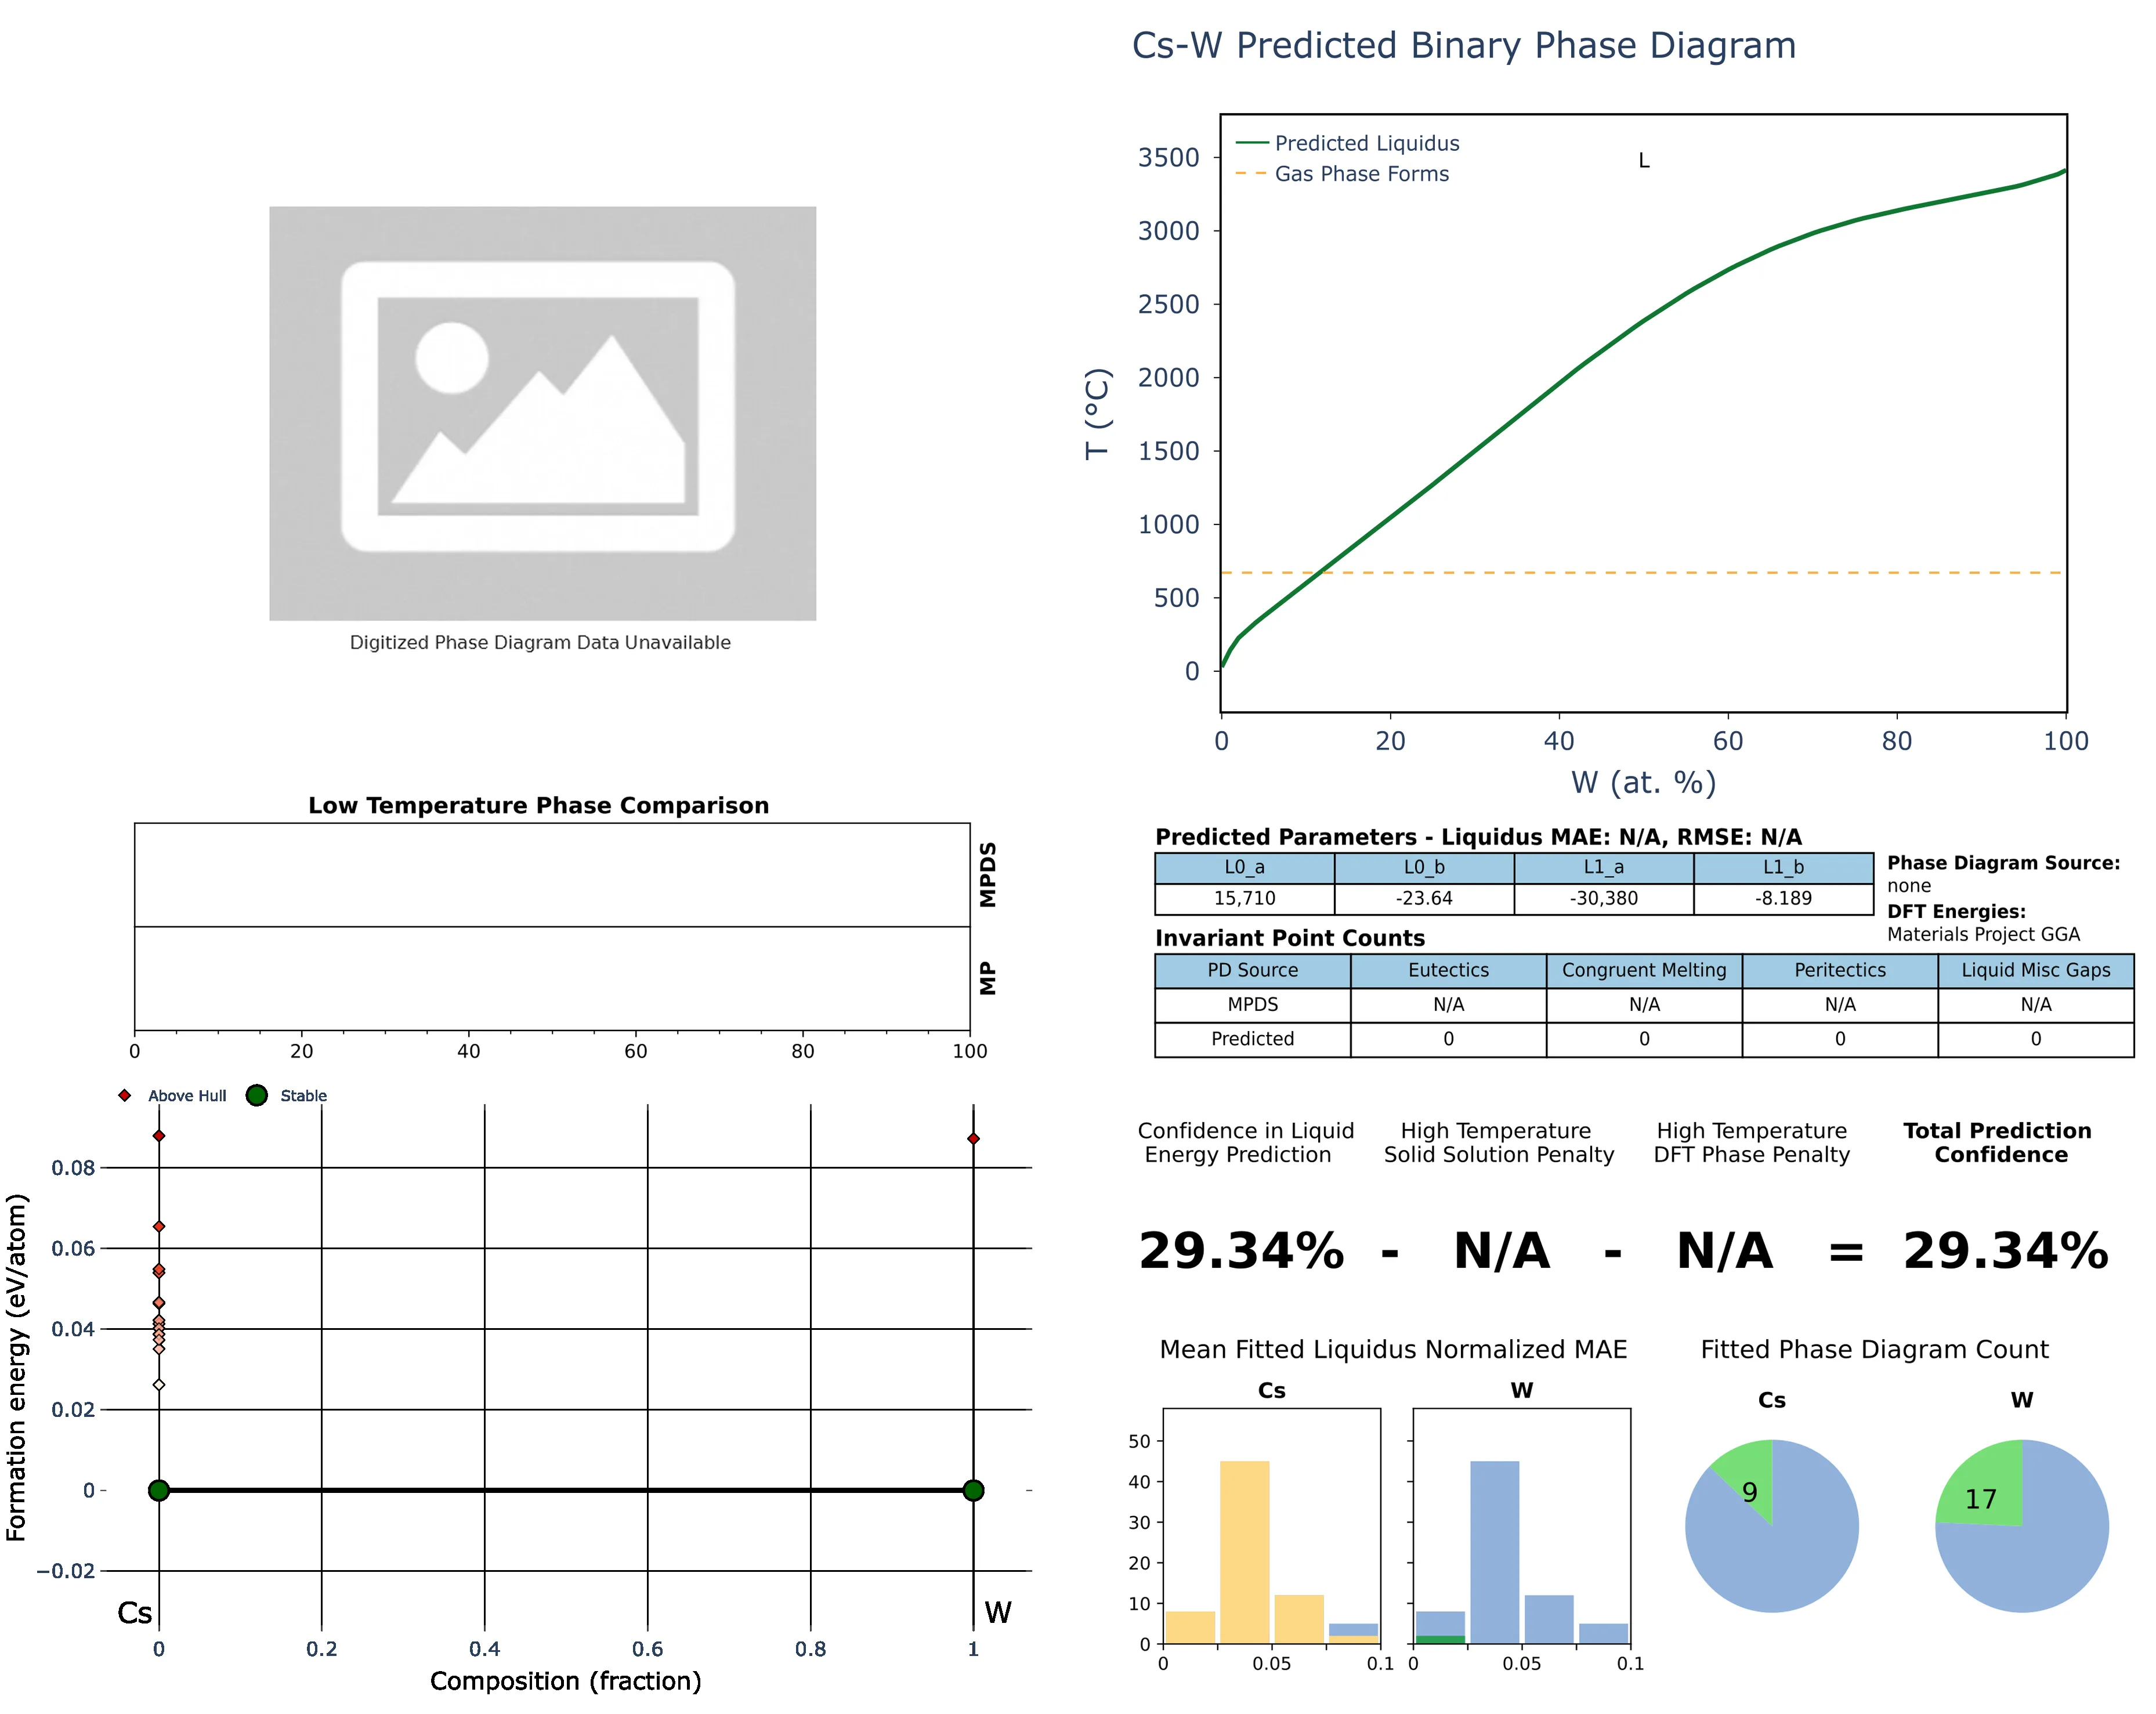 Cs-W Predicted Binary Phase Diagram
Predicted Liquidus
Gas Phase Forms
L
3500
3000
2500
2000
1500
1000
500
0
T (°C)
0 20 40 60 80 100
W (at. %)
Digitized Phase Diagram Data Unavailable
Low Temperature Phase Comparison
MPDS
MP
0 20 40 60 80 100
Predicted Parameters - Liquidus MAE: N/A, RMSE: N/A
L0_a L0_b L1_a L1_b
15,710 -23.64 -30,380 -8.189
Phase Diagram Source:
none
DFT Energies:
Materials Project GGA
Invariant Point Counts
PD Source Eutectics Congruent Melting Peritectics Liquid Misc Gaps
MPDS N/A N/A N/A N/A
Predicted 0 0 0 0
Above Hull Stable
0.08
0.06
0.04
0.02
0
−0.02
Formation energy (eV/atom)
Cs W
0 0.2 0.4 0.6 0.8 1
Composition (fraction)
Confidence in Liquid
Energy Prediction
High Temperature
Solid Solution Penalty
High Temperature
DFT Phase Penalty
Total Prediction
Confidence
29.34% - N/A - N/A = 29.34%
Mean Fitted Liquidus Normalized MAE
Cs W
50
40
30
20
10
0
0 0.05 0.1 0 0.05 0.1
Fitted Phase Diagram Count
Cs W
9 17